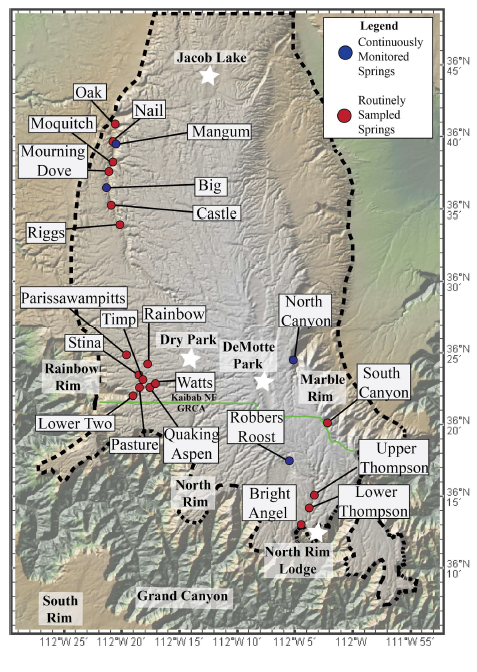 Legend
Continuously
Monitored
Springs
Routinely
Sampled
Springs
Jacob Lake
Oak
Nail
Moquitch
Mangum
Mourning
Dove
Big
Castle
Riggs
Parissawampitts
Timp
Rainbow
Stina
Dry Park
North
Canyon
DeMotte
Park
Rainbow
Rim
Watts
Kaibab NF
GRCA
Marble
Rim
South
Canyon
Lower Two
Pasture
Quaking
Aspen
Robbers
Roost
Upper
Thompson
North
Rim
Bright
Angel
Lower
Thompson
North Rim
Lodge
Grand Canyon
South
Rim
36°N
45'
36°N
40'
36°N
35'
36°N
30'
36°N
25'
36°N
20'
36°N
15'
36°N
10'
112°W 25' 112°W 20' 112°W 15' 112°W 10' 112°W 5' 112°W 0' 111°W 55'